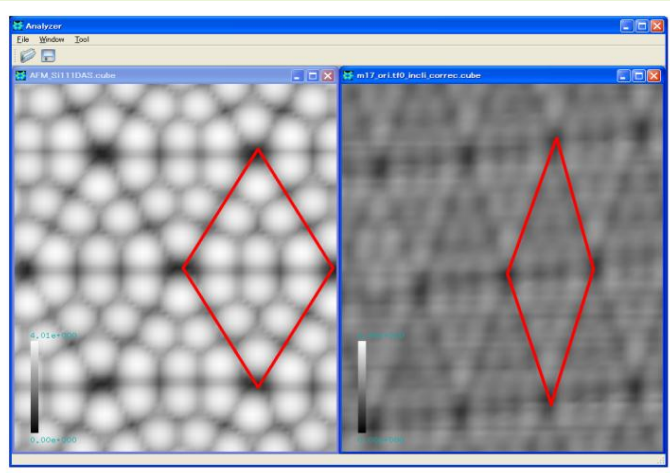 Analyzer
File Window Tool
AFM_Si111DAS.cube
m17_ori.tf0_incli_correc.cube
4.01e+000
0.00e+000